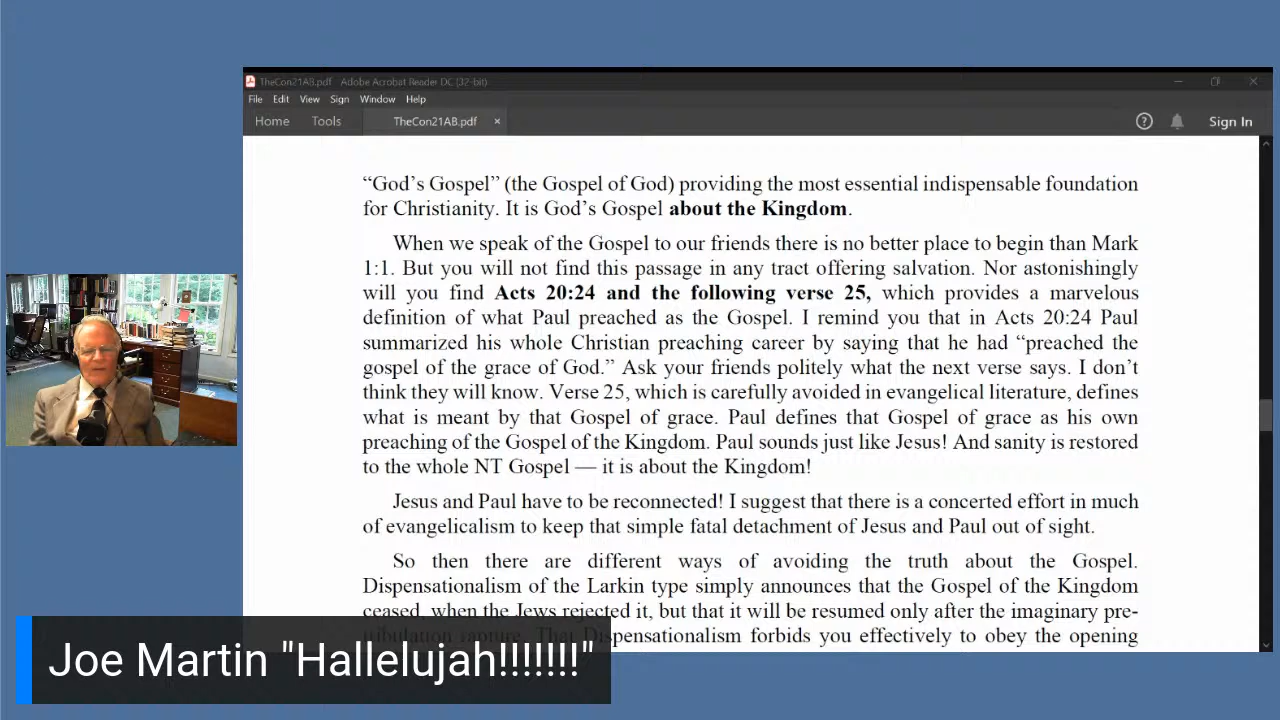 TheCon21AB.pdf - Adobe Acrobat Reader DC (32-bit)
File Edit View Sign Window Help
Home Tools TheCon21AB.pdf × ? Sign In
“God’s Gospel” (the Gospel of God) providing the most essential indispensable foundation
for Christianity. It is God’s Gospel about the Kingdom.
When we speak of the Gospel to our friends there is no better place to begin than Mark
1:1. But you will not find this passage in any tract offering salvation. Nor astonishingly
will you find Acts 20:24 and the following verse 25, which provides a marvelous
definition of what Paul preached as the Gospel. I remind you that in Acts 20:24 Paul
summarized his whole Christian preaching career by saying that he had “preached the
gospel of the grace of God.” Ask your friends politely what the next verse says. I don’t
think they will know. Verse 25, which is carefully avoided in evangelical literature, defines
what is meant by that Gospel of grace. Paul defines that Gospel of grace as his own
preaching of the Gospel of the Kingdom. Paul sounds just like Jesus! And sanity is restored
to the whole NT Gospel — it is about the Kingdom!
Jesus and Paul have to be reconnected! I suggest that there is a concerted effort in much
of evangelicalism to keep that simple fatal detachment of Jesus and Paul out of sight.
So then there are different ways of avoiding the truth about the Gospel.
Dispensationalism of the Larkin type simply announces that the Gospel of the Kingdom
ceased, when the Jews rejected it, but that it will be resumed only after the imaginary pre-
tribulation rapture. That Dispensationalism forbids you effectively to obey the opening
Joe Martin "Hallelujah!!!!!!!"